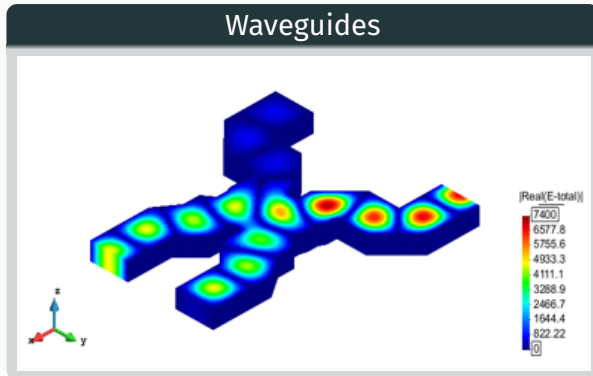 Waveguides
|Real(E-total)|
7400
6577.8
5755.6
4933.3
4111.1
3288.9
2466.7
1644.4
822.22
0
z
x
y